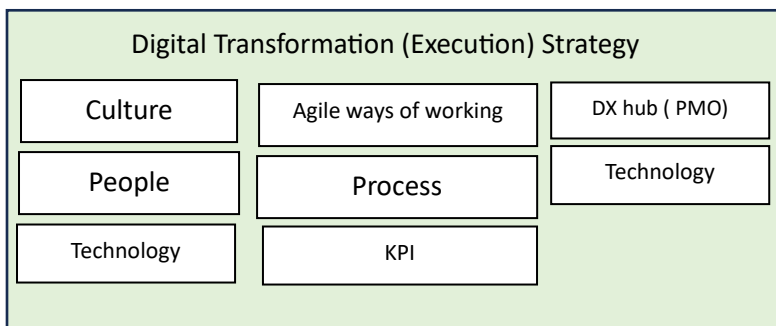 Digital Transformation (Execution) Strategy
Culture
Agile ways of working
DX hub ( PMO)
People
Process
Technology
Technology
KPI